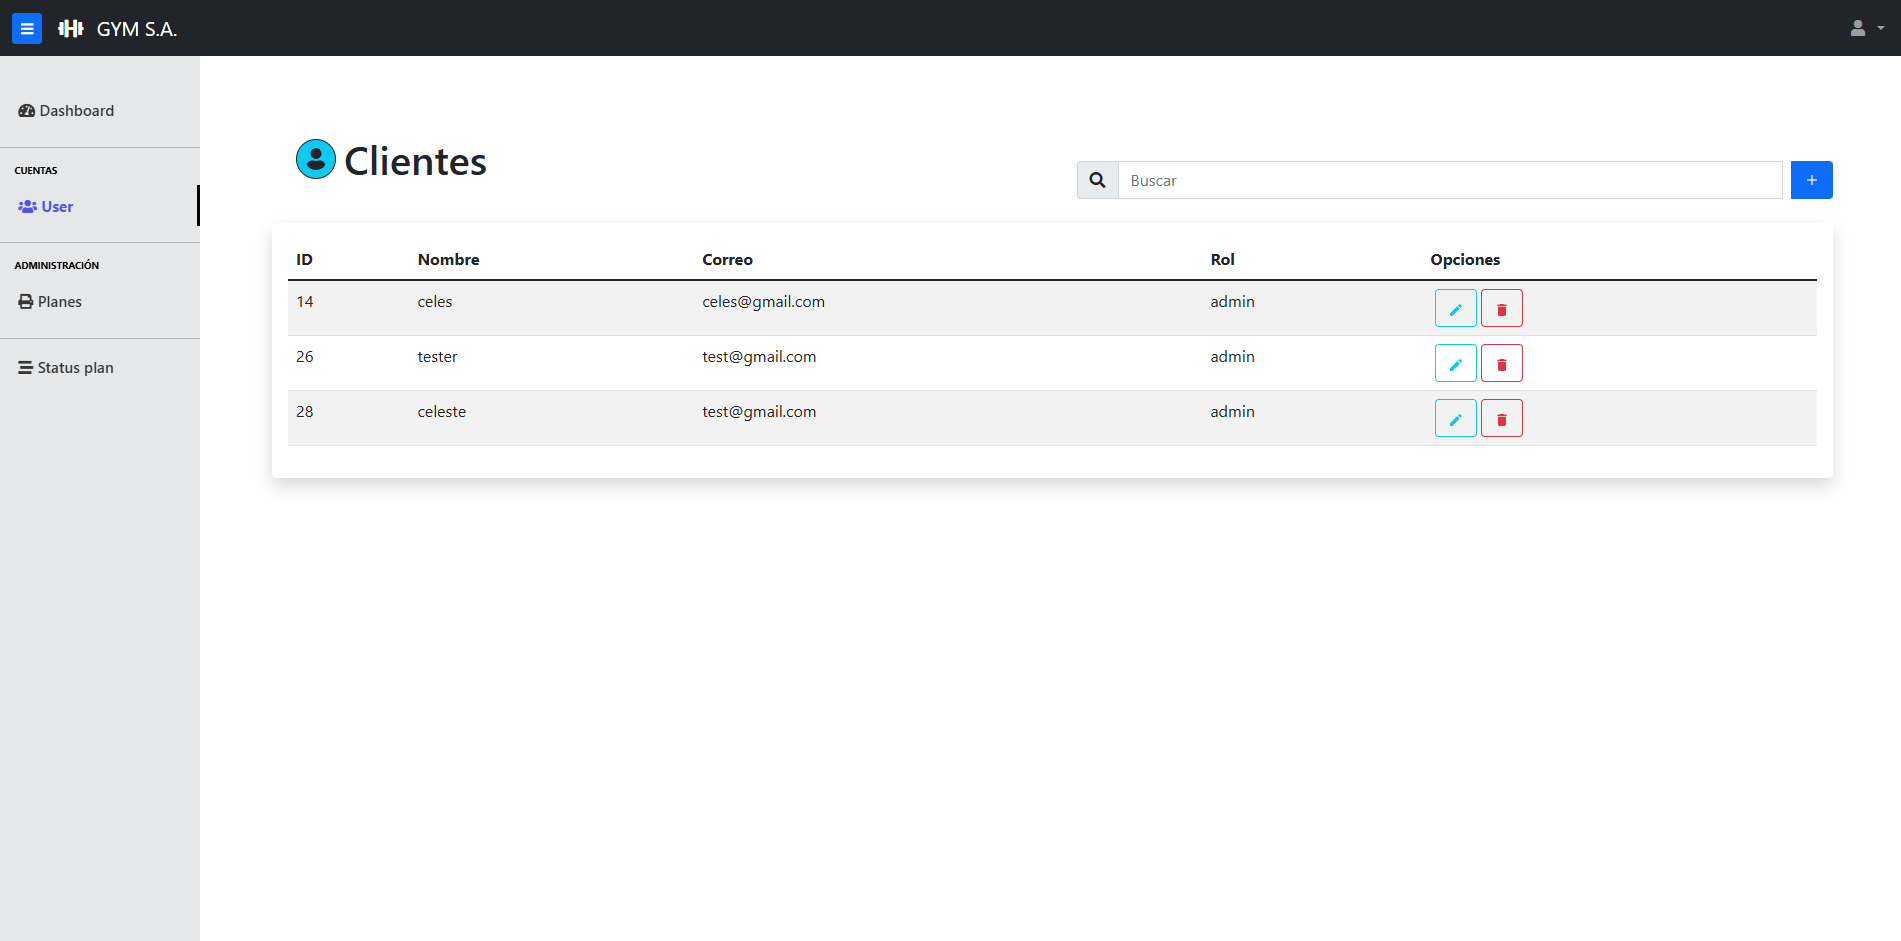 GYM S.A.
Dashboard
CUENTAS
User
ADMINISTRACIÓN
Planes
Status plan
Clientes
Buscar
+
ID Nombre Correo Rol Opciones
14 celes celes@gmail.com admin
26 tester test@gmail.com admin
28 celeste test@gmail.com admin